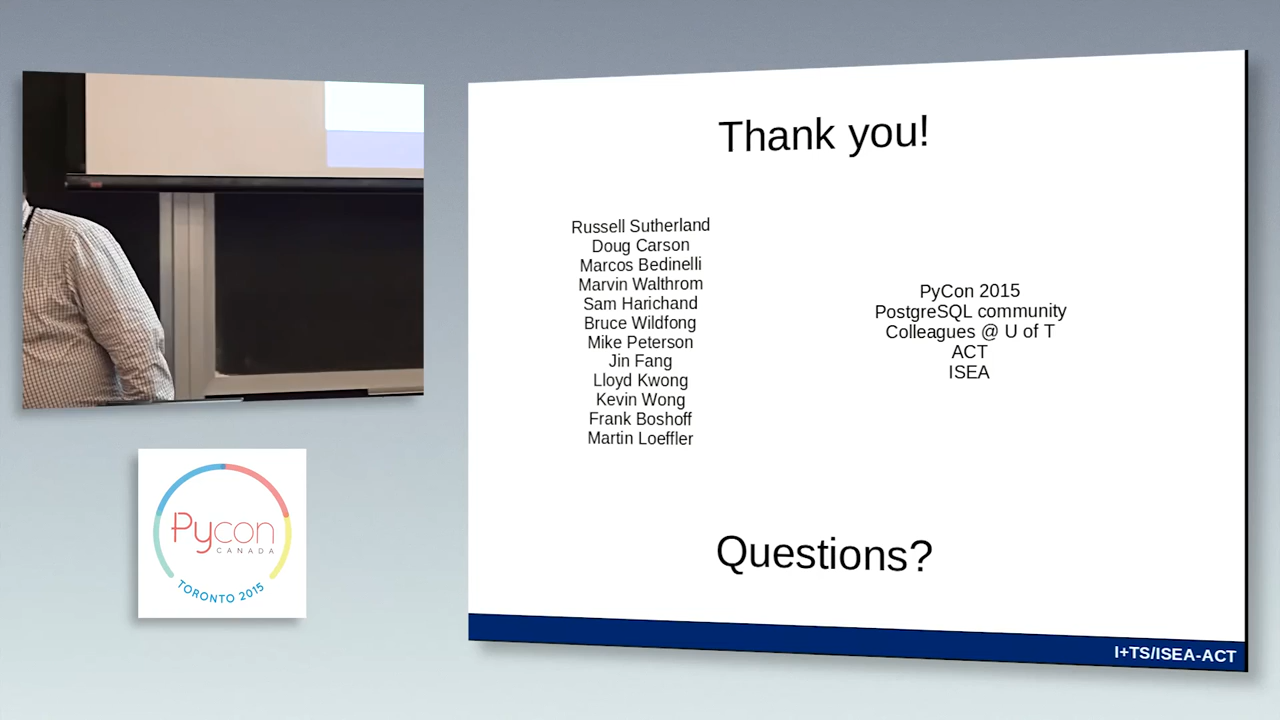 Thank you!
Russell Sutherland
Doug Carson
Marcos Bedinelli
Marvin Walthrom
Sam Harichand
Bruce Wildfong
Mike Peterson
Jin Fang
Lloyd Kwong
Kevin Wong
Frank Boshoff
Martin Loeffler
PyCon 2015
PostgreSQL community
Colleagues @ U of T
ACT
ISEA
Questions?
I+TS/ISEA-ACT
Pycon
CANADA
TORONTO 2015